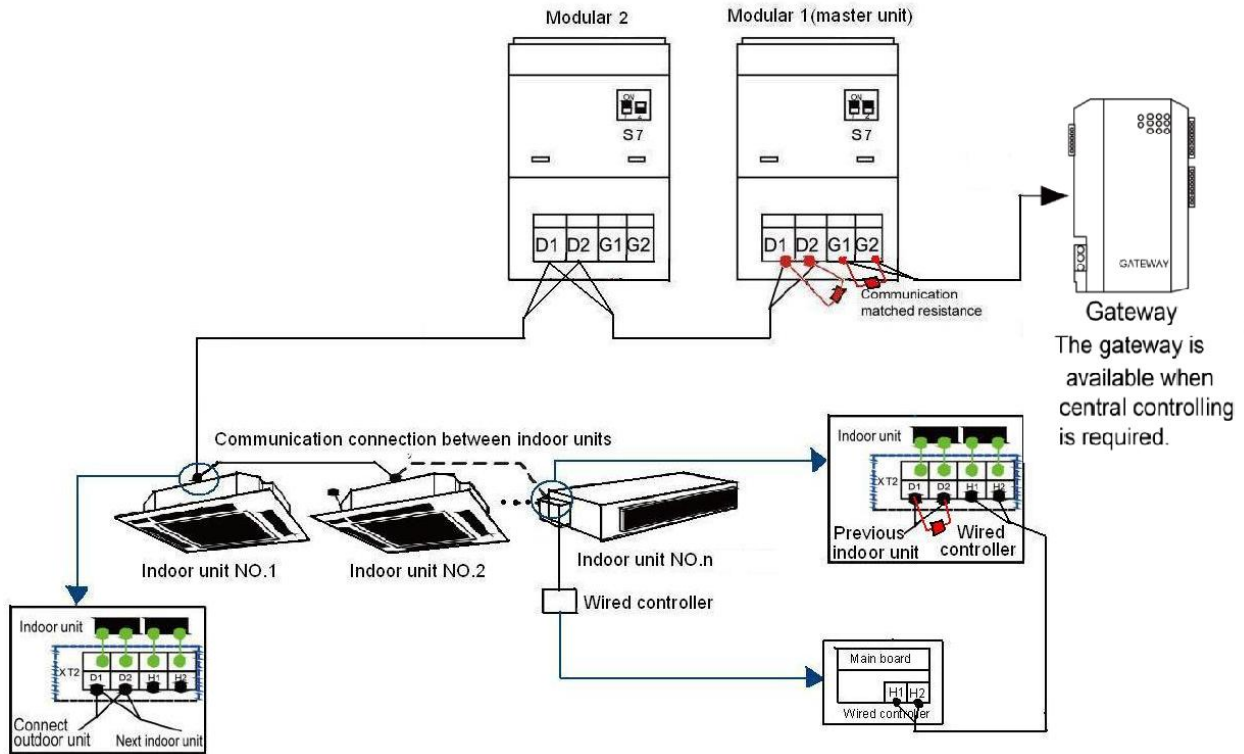 Modular 2
Modular 1(master unit)
ON
S7
ON
1 2
S7
D1 D2 G1 G2
D1 D2 G1 G2
Communication
matched resistance
GATEWAY
Gateway
The gateway is
available when
central controlling
is required.
Communication connection between indoor units
Indoor unit NO.1
Indoor unit NO.2
Indoor unit NO.n
Wired controller
Indoor unit
XT2
D1 D2 H1 H2
Previous
indoor unit
Wired
controller
Indoor unit
XT2
D1 D2 H1 H2
Connect
outdoor unit
Next indoor unit
Main board
H1 H2
Wired controller